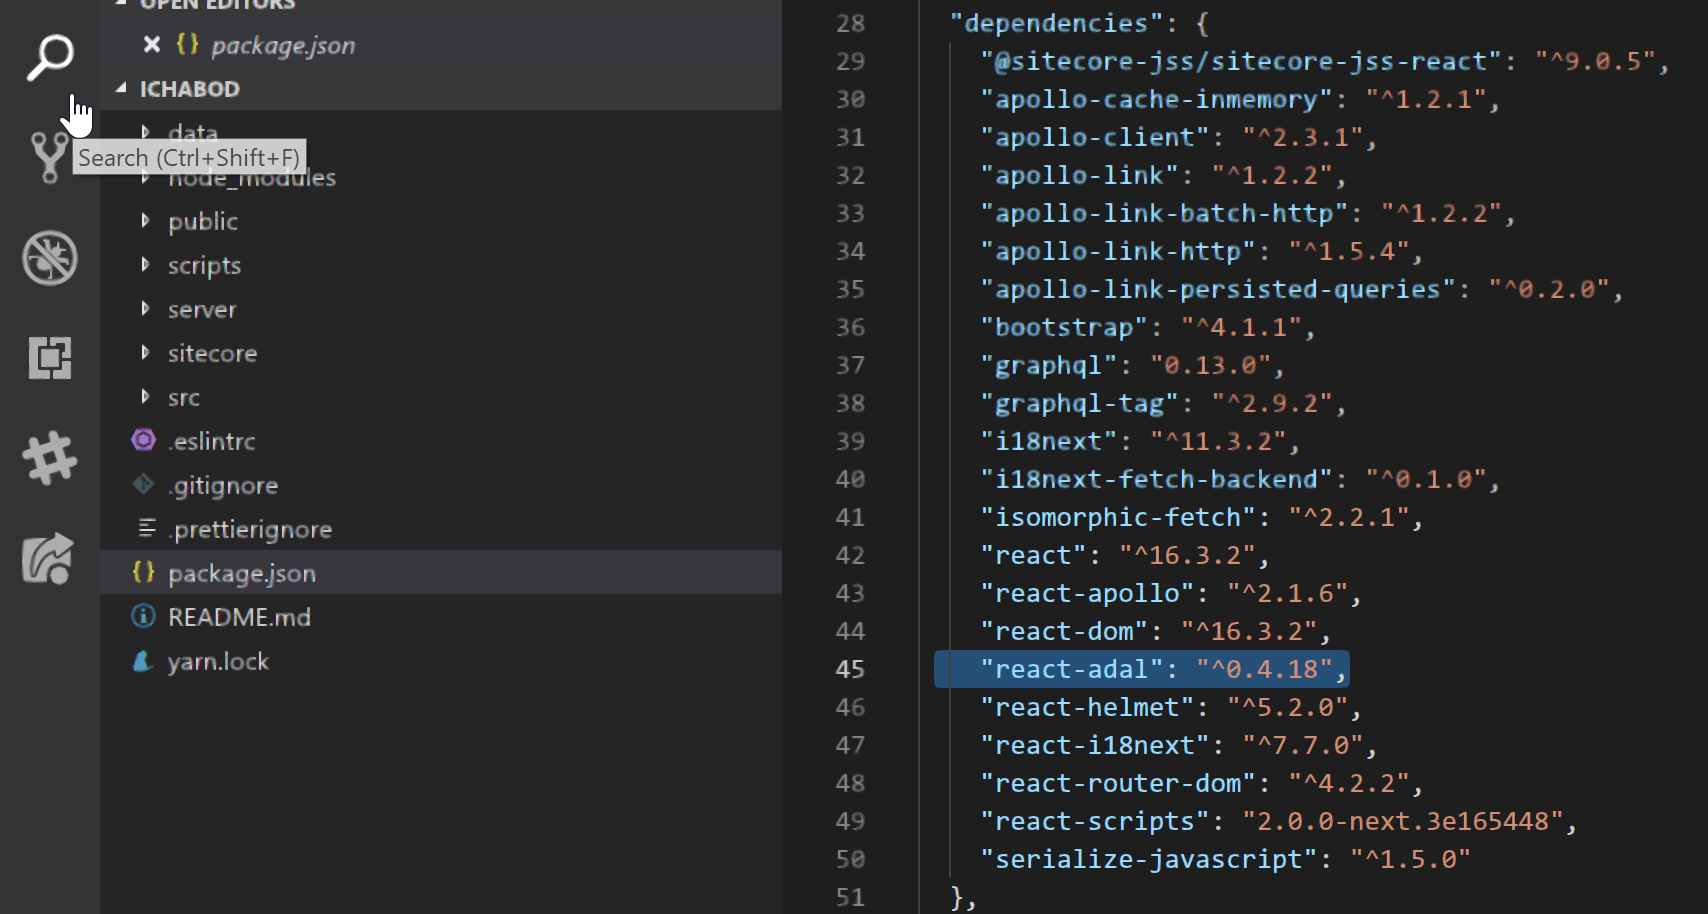 OPEN EDITORS
package.json
ICHABOD
data
Search (Ctrl+Shift+F)
node_modules
public
scripts
server
sitecore
src
.eslintrc
.gitignore
.prettierignore
package.json
README.md
yarn.lock
28 "dependencies": {
29 "@sitecore-jss/sitecore-jss-react": "^9.0.5",
30 "apollo-cache-inmemory": "^1.2.1",
31 "apollo-client": "^2.3.1",
32 "apollo-link": "^1.2.2",
33 "apollo-link-batch-http": "^1.2.2",
34 "apollo-link-http": "^1.5.4",
35 "apollo-link-persisted-queries": "^0.2.0",
36 "bootstrap": "^4.1.1",
37 "graphql": "0.13.0",
38 "graphql-tag": "^2.9.2",
39 "i18next": "^11.3.2",
40 "i18next-fetch-backend": "^0.1.0",
41 "isomorphic-fetch": "^2.2.1",
42 "react": "^16.3.2",
43 "react-apollo": "^2.1.6",
44 "react-dom": "^16.3.2",
45 "react-adal": "^0.4.18",
46 "react-helmet": "^5.2.0",
47 "react-i18next": "^7.7.0",
48 "react-router-dom": "^4.2.2",
49 "react-scripts": "2.0.0-next.3e165448",
50 "serialize-javascript": "^1.5.0"
51 },